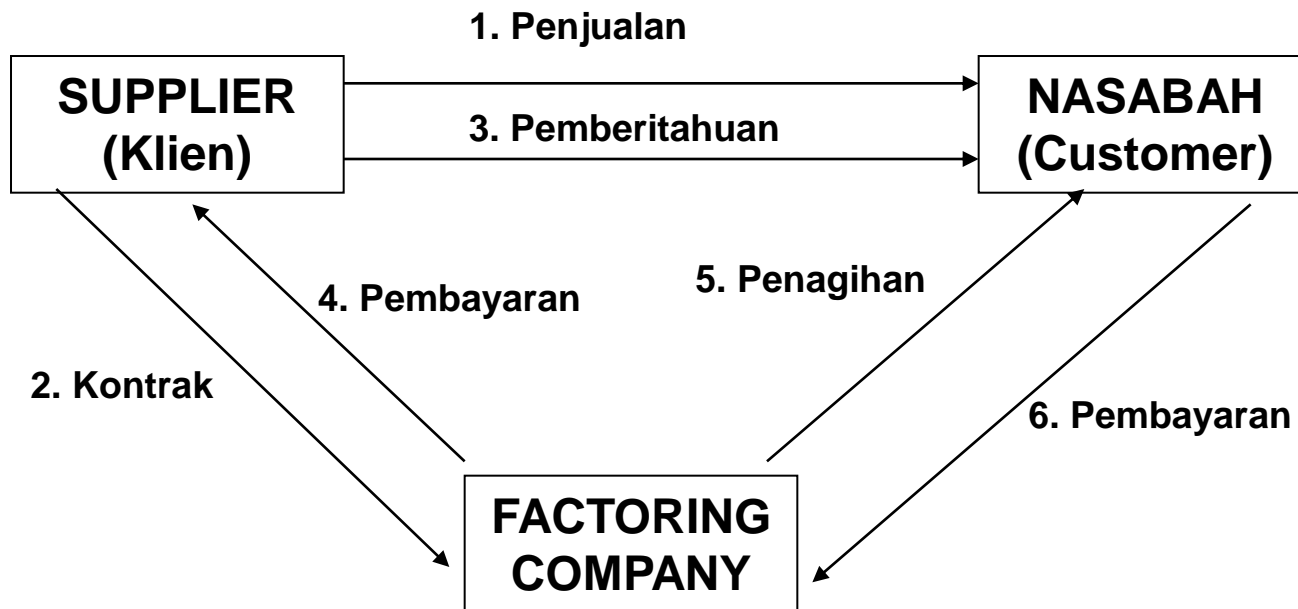 1. Penjualan
SUPPLIER
(Klien)
NASABAH
(Customer)
3. Pemberitahuan
4. Pembayaran
5. Penagihan
2. Kontrak
6. Pembayaran
FACTORING
COMPANY